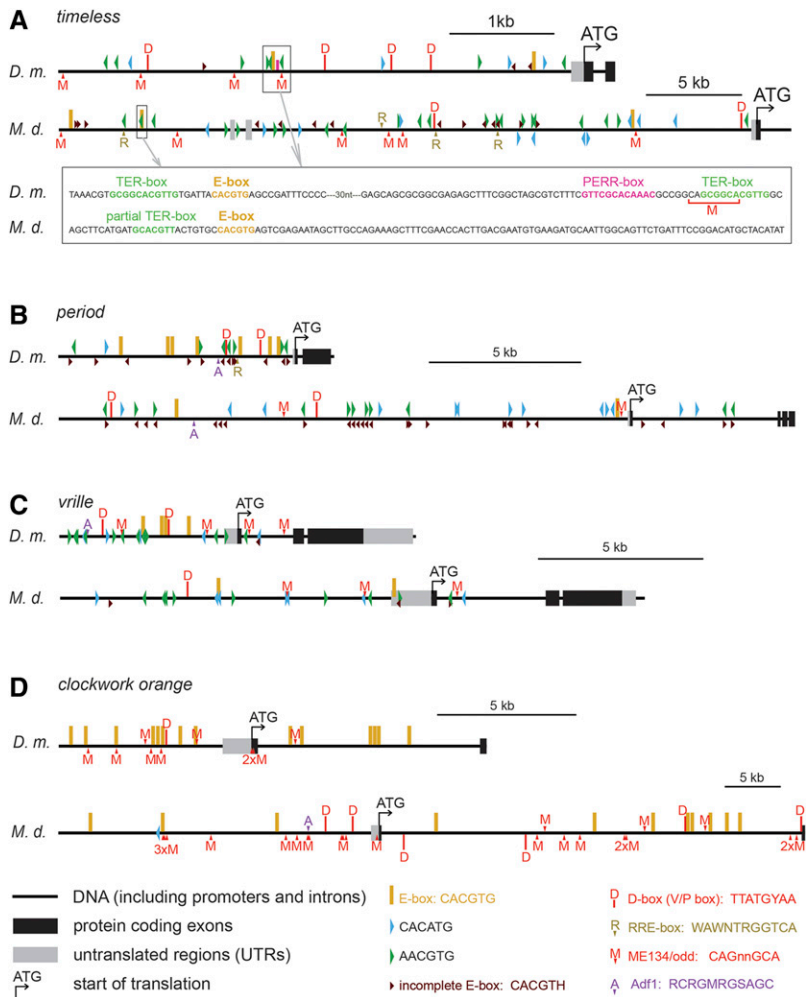 A
timeless
1kb
ATG
D D D D
D. m.
M M M M
5 kb
ATG
R D D
M. d.
M R M M M M R R M
TER-box E-box PERR-box TER-box
D. m. TAAACGTGCGGCACGTTGTGATTACACGTGAGCCGATTTCCCC---30nt---GAGCAGCGCGGCGAGAGCTTTCGGCTAGCGTCTTTCGTTCGCACAAACGCCGGCAGCGGCACGTTGGC
M
partial TER-box E-box
M. d. AGCTTCATGATGCACGTTACTGTGCCACGTGAGTCGAGAATAGCTTGCCAGAAAGCTTTCGAACCACTTGACGAATGTGAAGATGCAATTGGCAGTTCTGATTTCCGGACATGCTACATAT
B
period
ATG
D D
D. m.
A R
5 kb
D M D M ATG
M. d.
A
C
vrille
ATG
A D M D M M M
D. m.
5 kb
D M M ATG M
M. d.
D
clockwork orange
5 kb
ATG
M D M M
D. m.
M M MM 2xM
5 kb
A D D ATG M D M D
M. d.
3xM M M M M M M D D M M M 2xM M 2xM
DNA (including promoters and introns)
protein coding exons
untranslated regions (UTRs)
ATG start of translation
E-box: CACGTG
CACATG
AACGTG
incomplete E-box: CACGTH
D D-box (V/P box): TTATGYAA
R RRE-box: WAWNTRGGTCA
M ME134/odd: CAGnnGCA
A Adf1: RCRGMRGSAGC